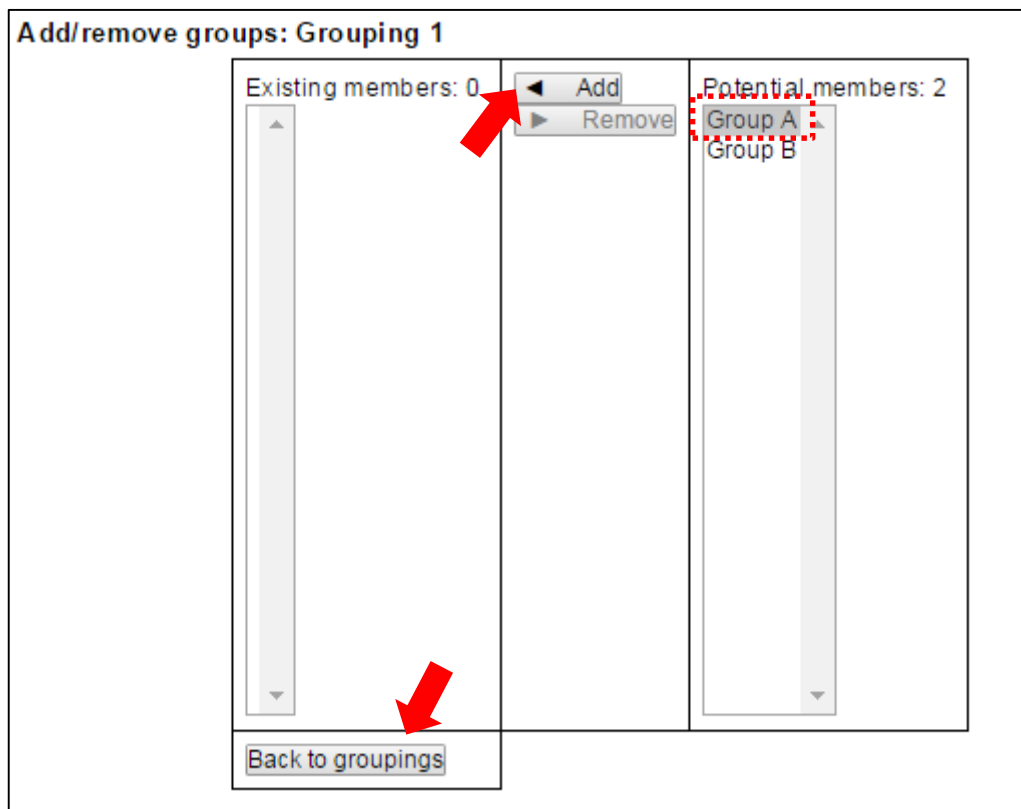 Add/remove groups: Grouping 1
Existing members: 0
◄ Add
► Remove
Potential members: 2
Group A
Group B
Back to groupings